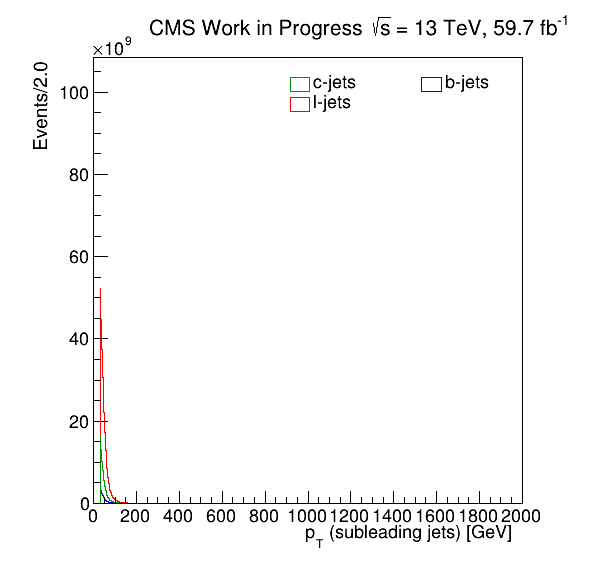 CMS Work in Progress √s = 13 TeV, 59.7 fb⁻¹
×10⁹
Events/2.0
c-jets
b-jets
l-jets
100
80
60
40
20
0
0 200 400 600 800 1000 1200 1400 1600 1800 2000
p_T (subleading jets) [GeV]